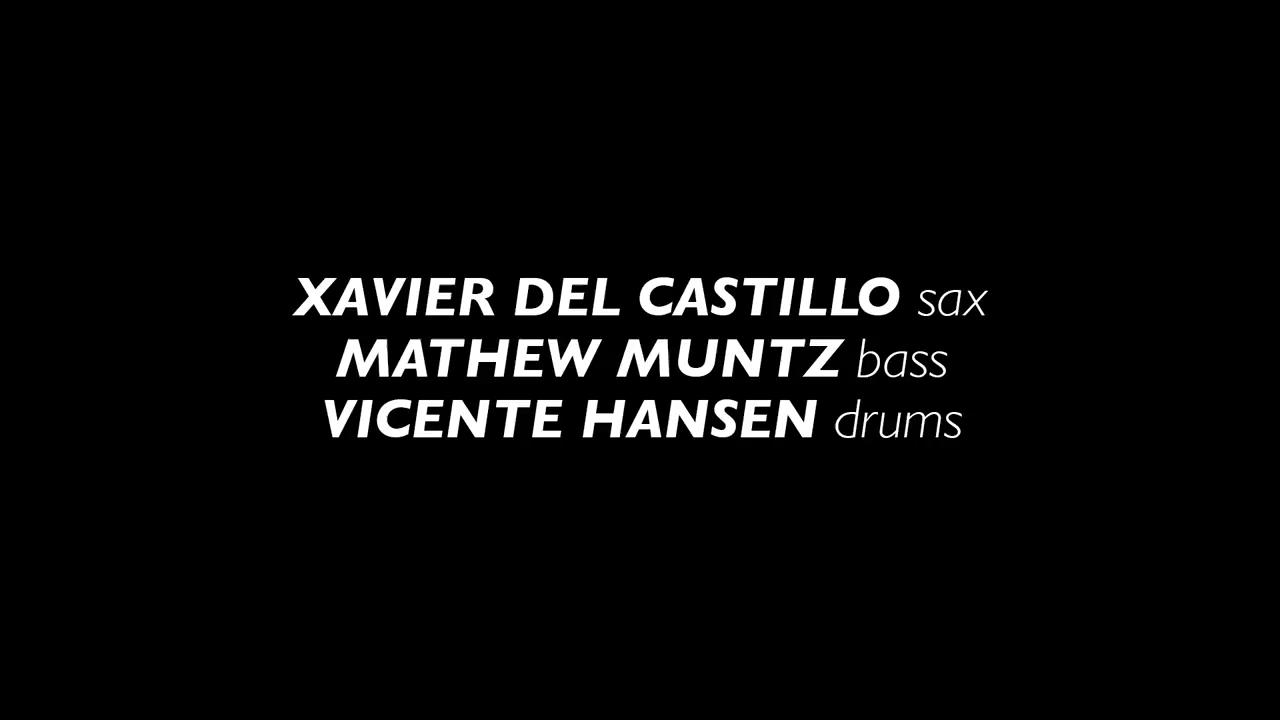 XAVIER DEL CASTILLO sax
MATHEW MUNTZ bass
VICENTE HANSEN drums